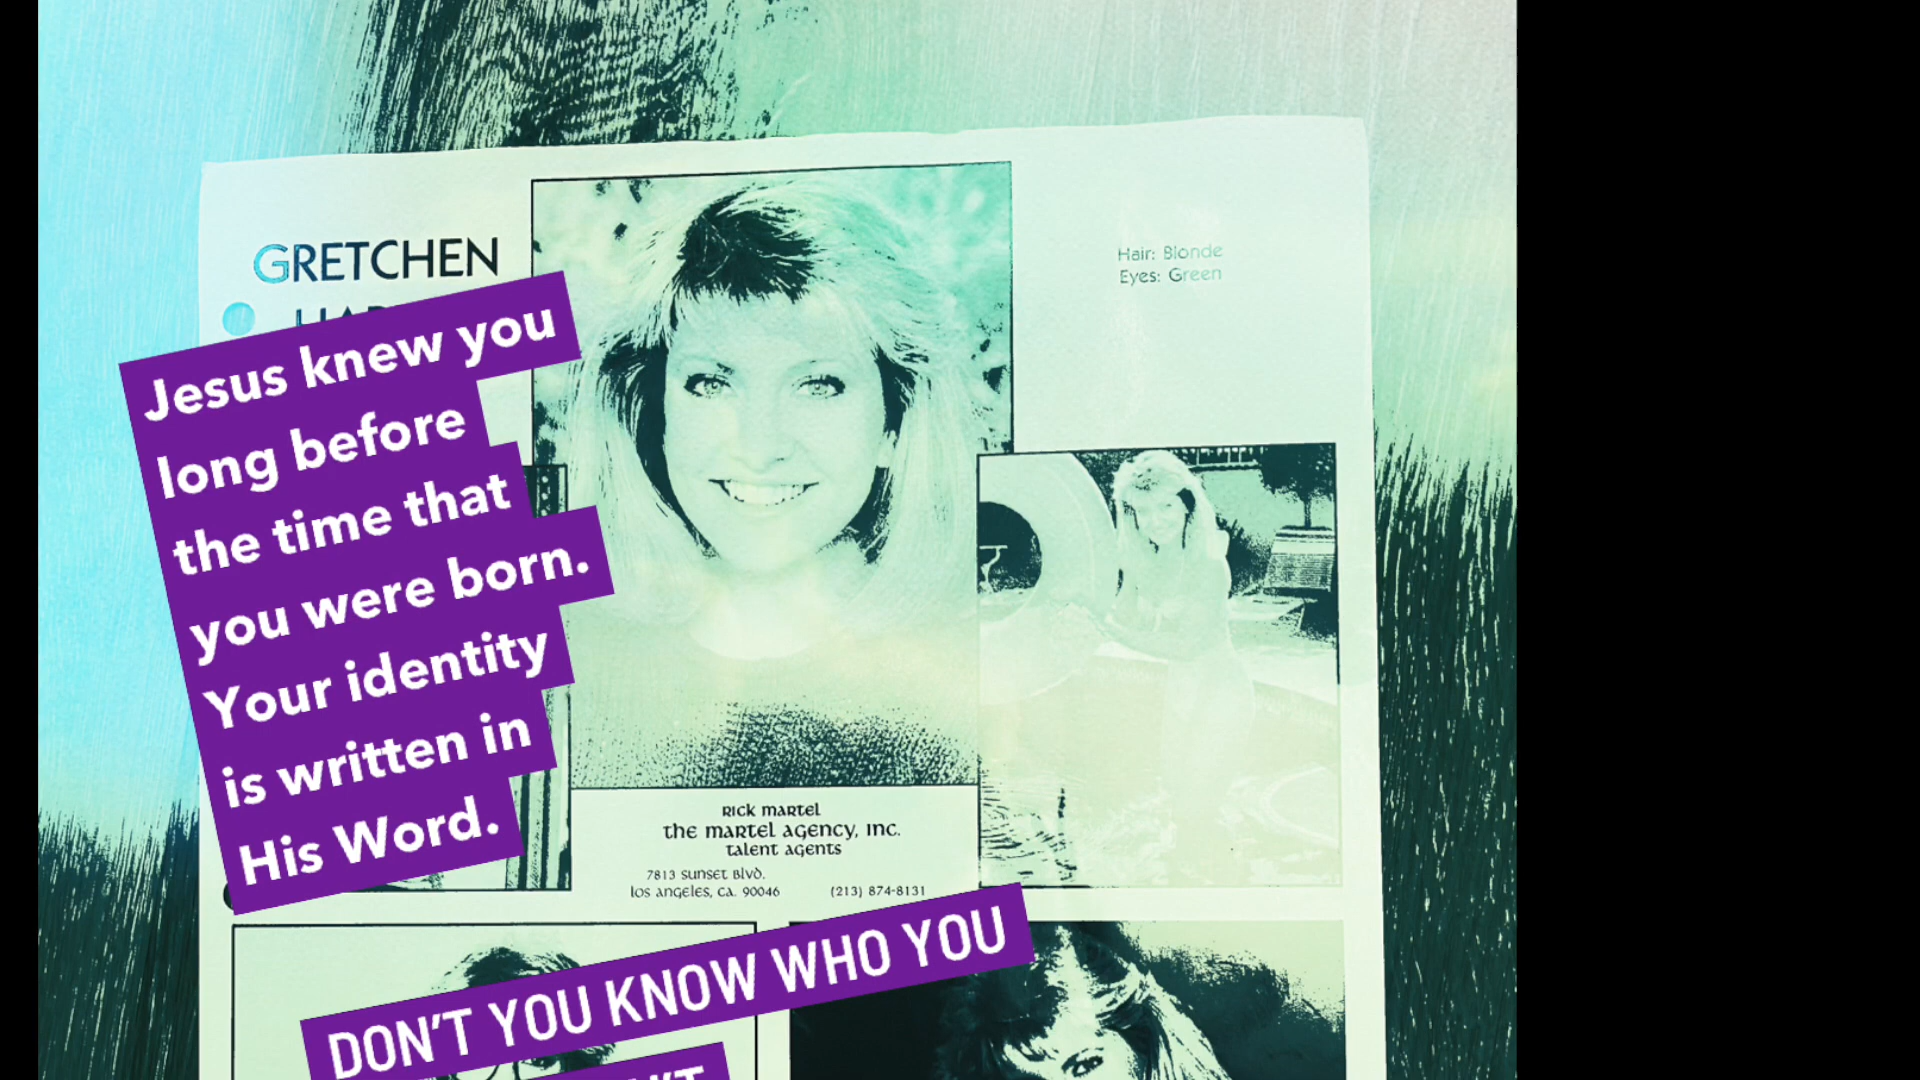 GRETCHEN
Hair: Blonde
Eyes: Green
Jesus knew you
long before
the time that
you were born.
Your identity
is written in
His Word.
Rick Martel
the Martel Agency, Inc.
talent agents
7813 Sunset Blvd.
Los Angeles, Ca. 90046 (213) 874-8131
DON'T YOU KNOW WHO YOU